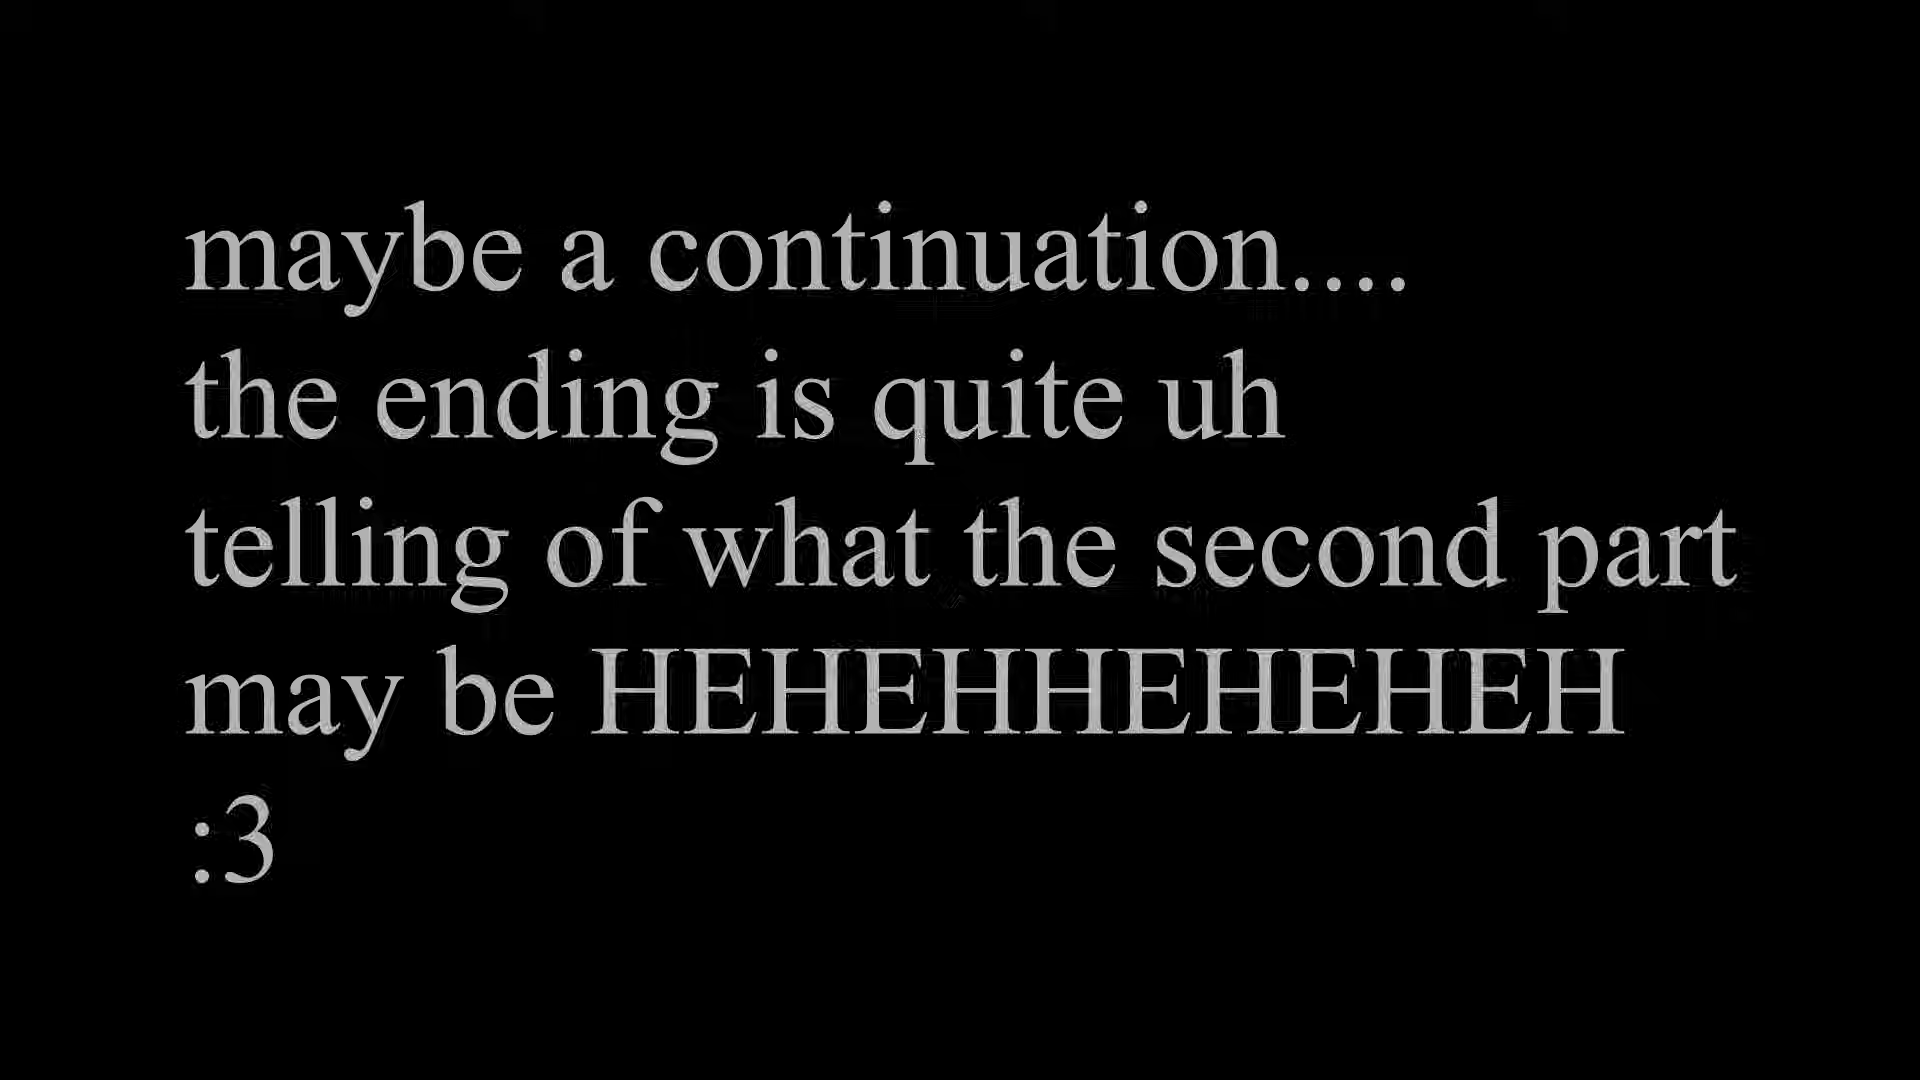 maybe a continuation....
the ending is quite uh
telling of what the second part
may be HEHEHHEHEHEH
:3